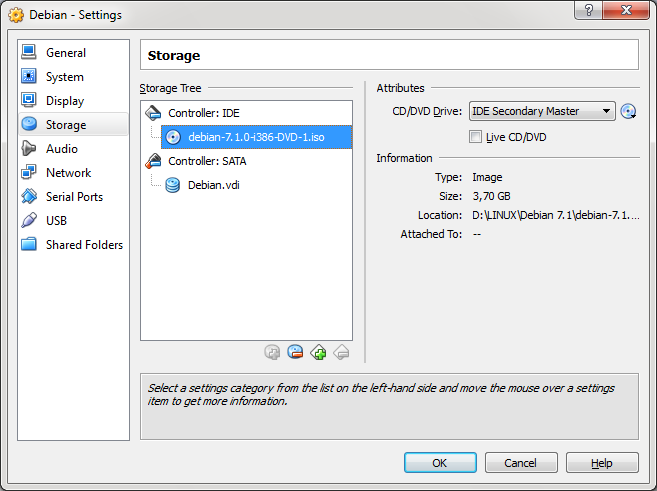 Debian - Settings
General
System
Display
Storage
Audio
Network
Serial Ports
USB
Shared Folders
Storage
Storage Tree
Controller: IDE
debian-7.1.0-i386-DVD-1.iso
Controller: SATA
Debian.vdi
Attributes
CD/DVD Drive: IDE Secondary Master
Live CD/DVD
Information
Type: Image
Size: 3,70 GB
Location: D:\LINUX\Debian 7.1\debian-7.1....
Attached To: --
Select a settings category from the list on the left-hand side and move the mouse over a settings
item to get more information.
OK Cancel Help